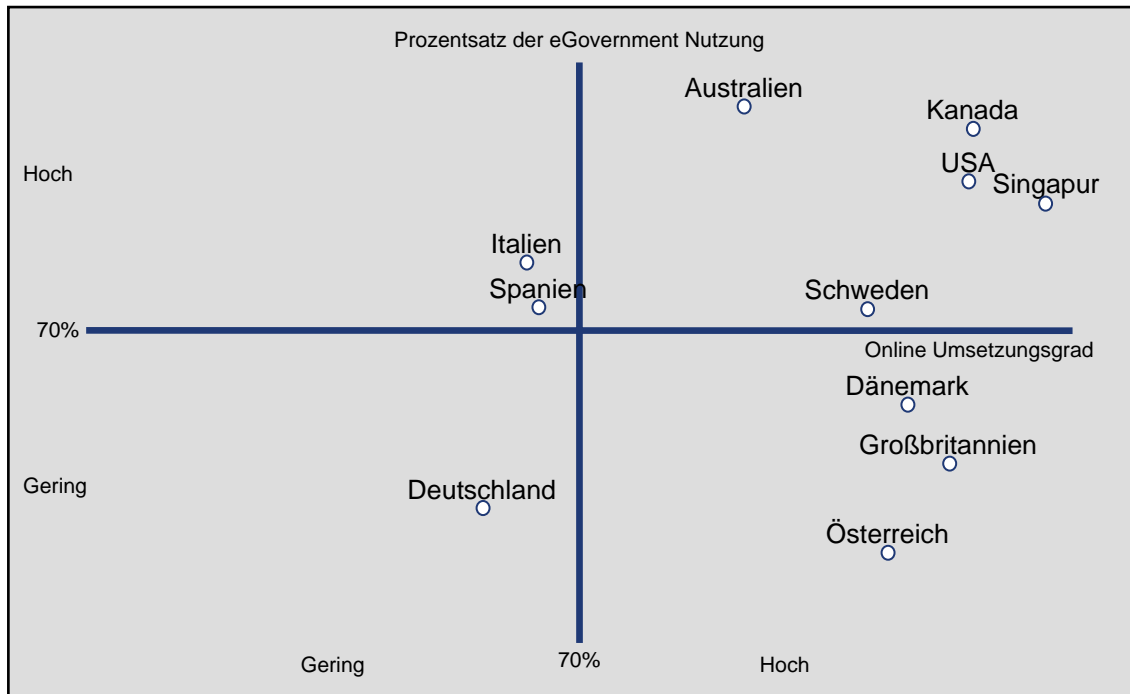 Prozentsatz der eGovernment Nutzung
Australien
Kanada
Hoch
USA
Singapur
Italien
Spanien
Schweden
70%
Online Umsetzungsgrad
Dänemark
Großbritannien
Gering
Deutschland
Österreich
Gering
70%
Hoch